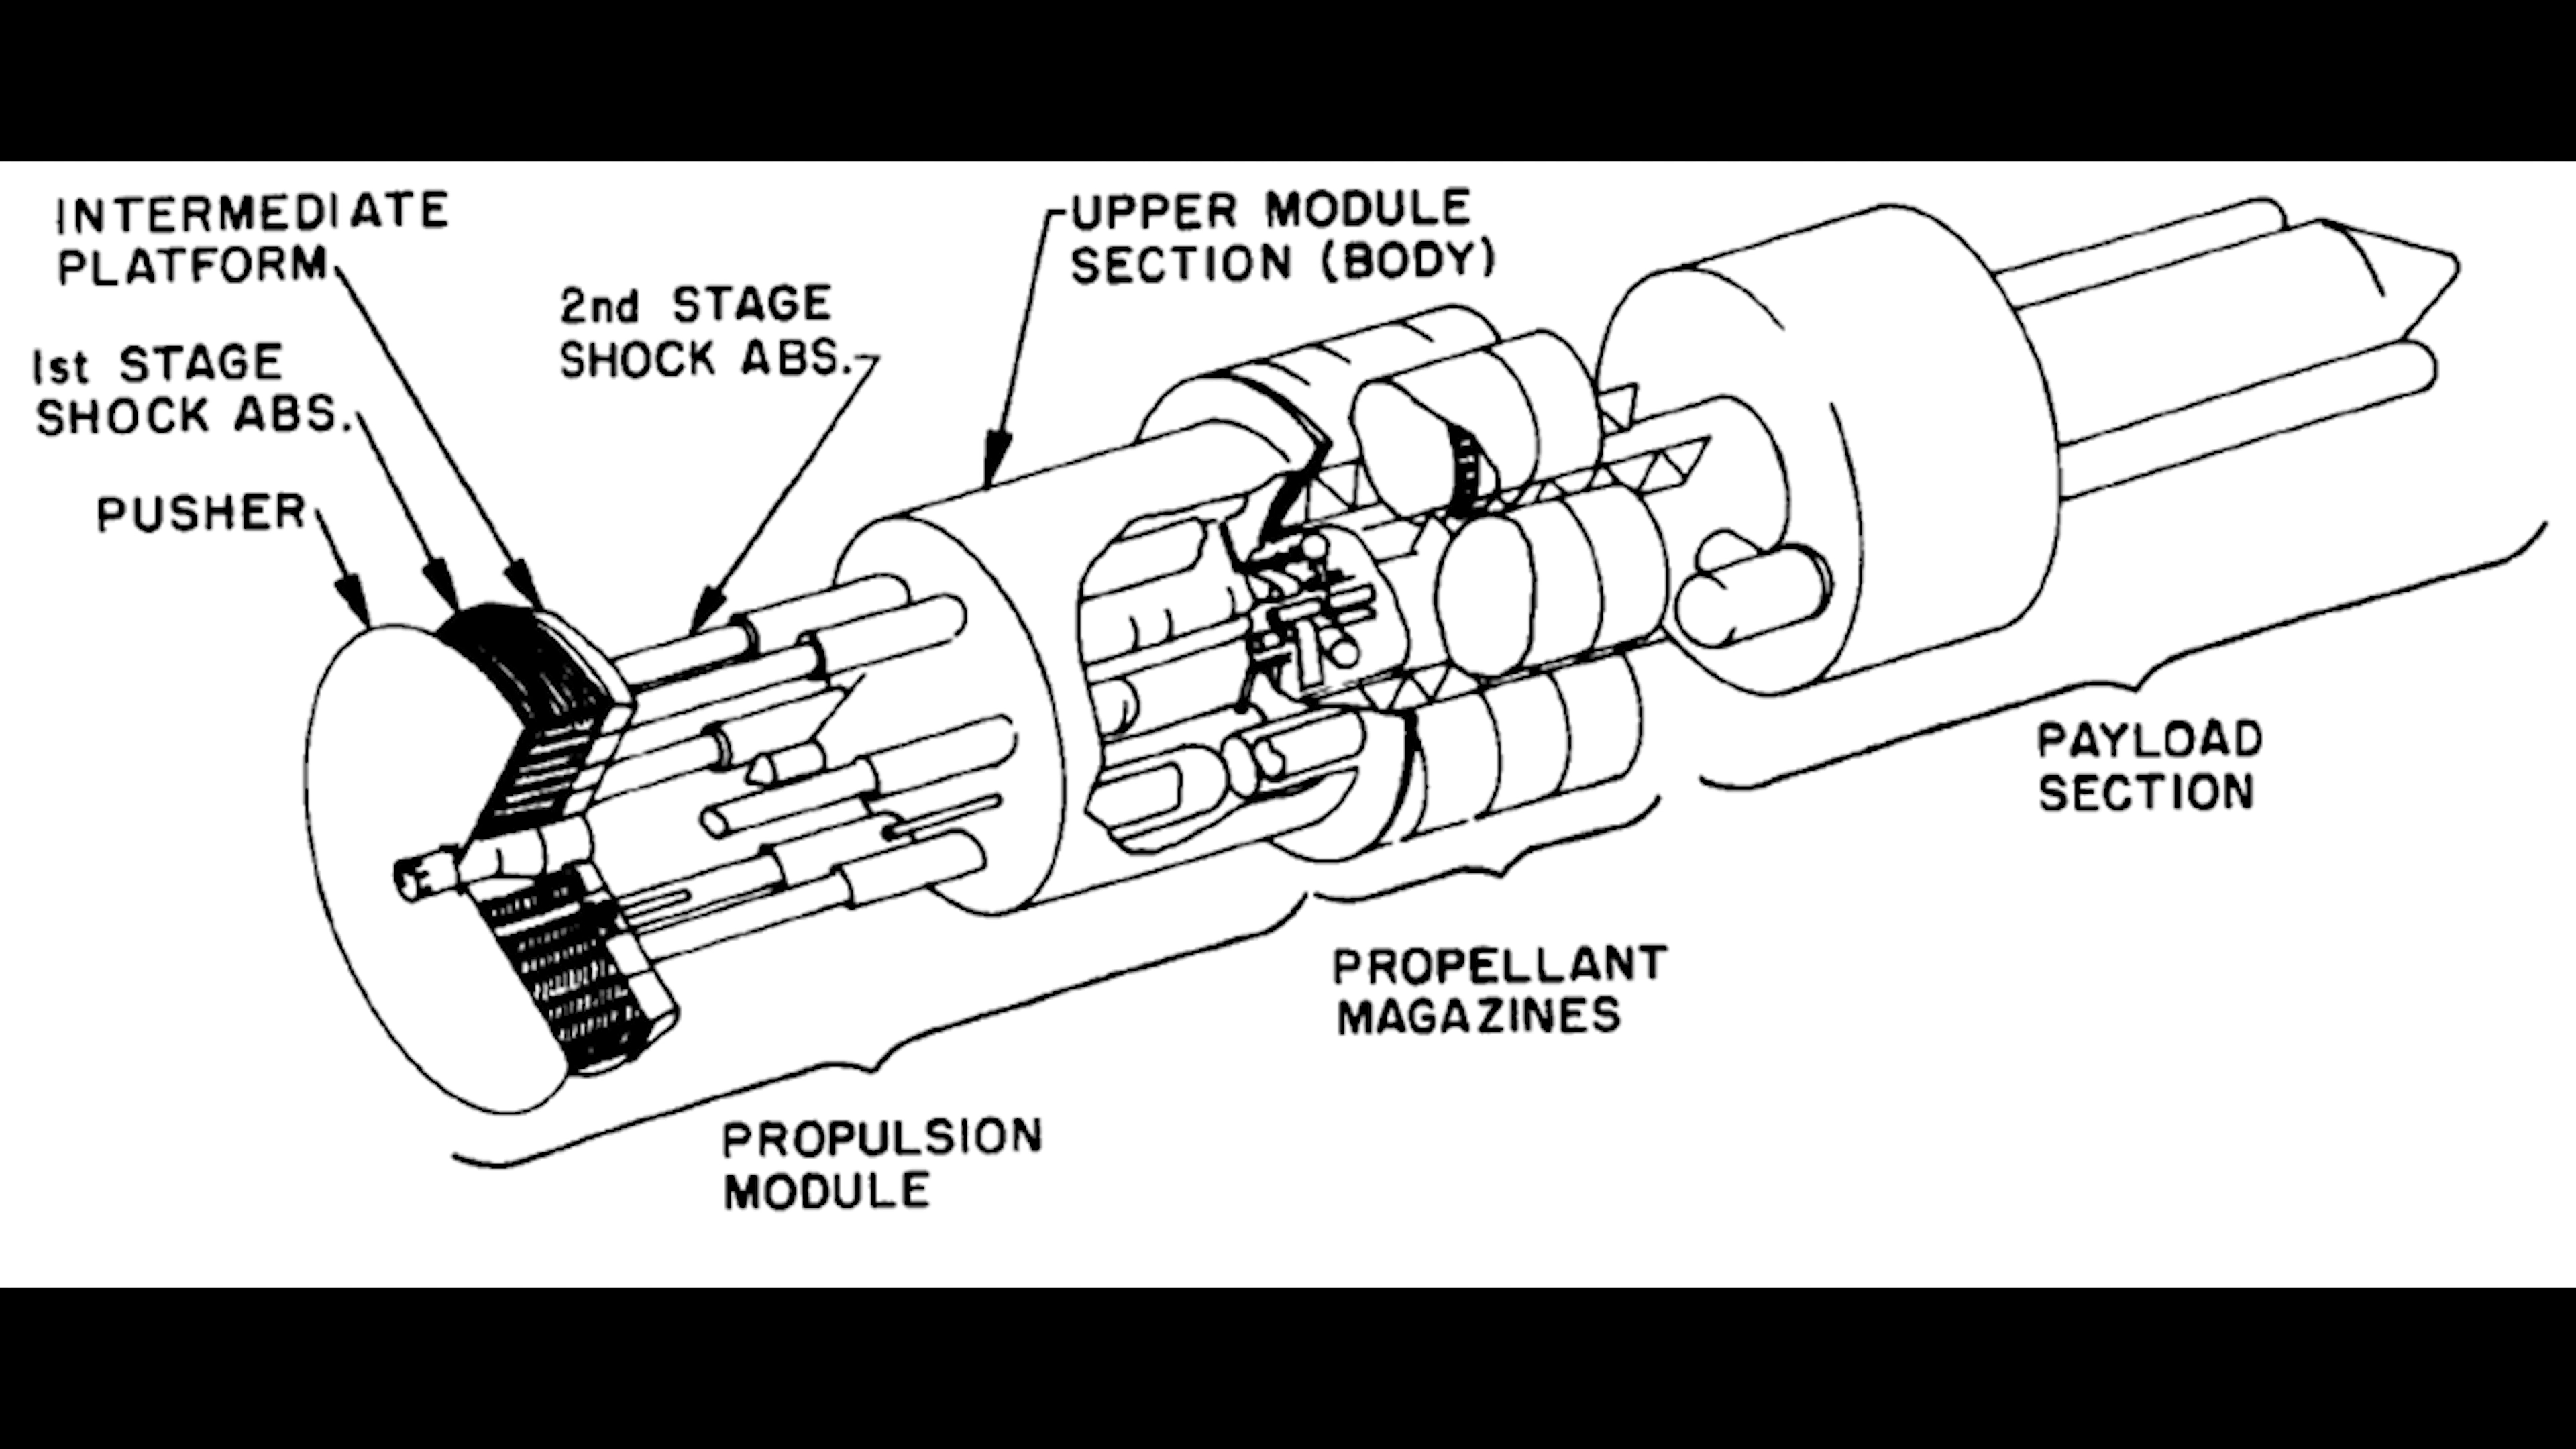 INTERMEDIATE
PLATFORM
1st STAGE
SHOCK ABS.
PUSHER
2nd STAGE
SHOCK ABS.
UPPER MODULE
SECTION (BODY)
PAYLOAD
SECTION
PROPELLANT
MAGAZINES
PROPULSION
MODULE